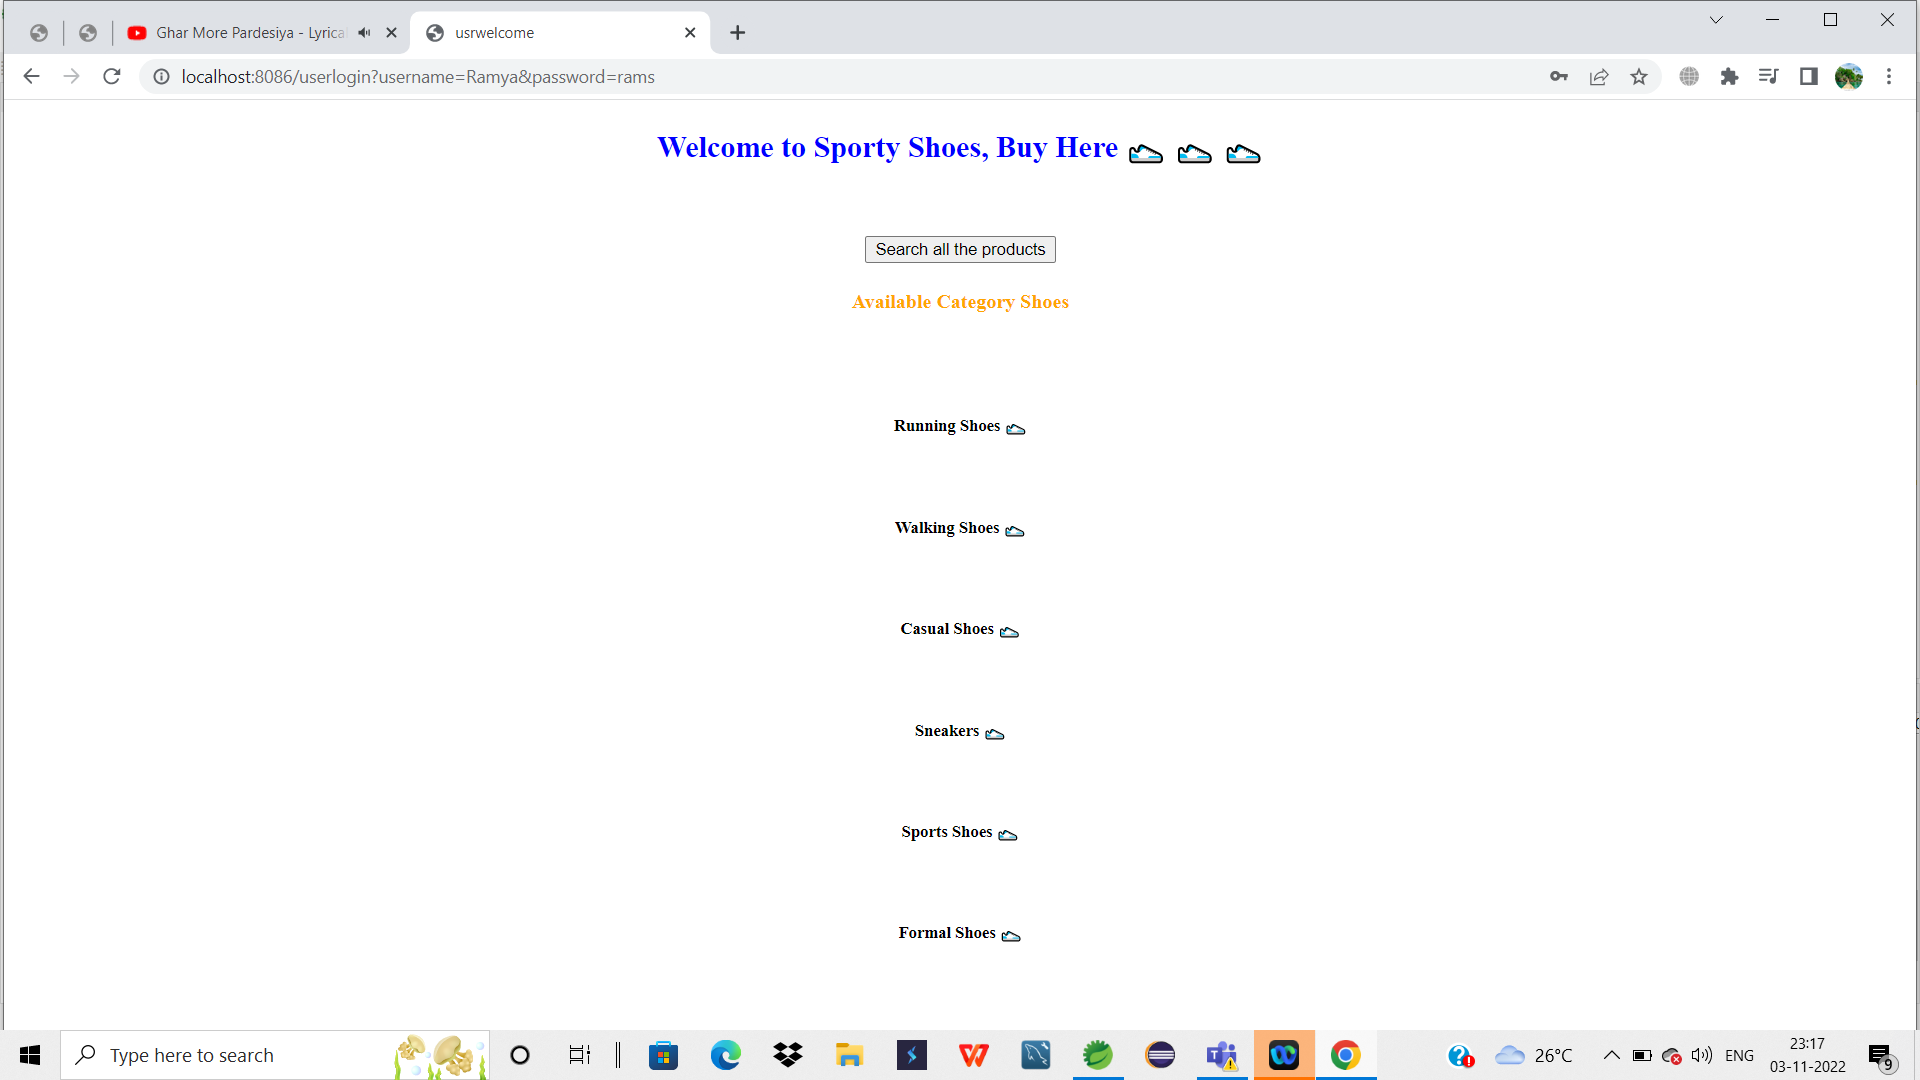 Ghar More Pardesiya - Lyrica
usrwelcome
localhost:8086/userlogin?username=Ramya&password=rams
Welcome to Sporty Shoes, Buy Here
Search all the products
Available Category Shoes
Running Shoes
Walking Shoes
Casual Shoes
Sneakers
Sports Shoes
Formal Shoes
Type here to search
26°C
ENG
23:17
03-11-2022
9